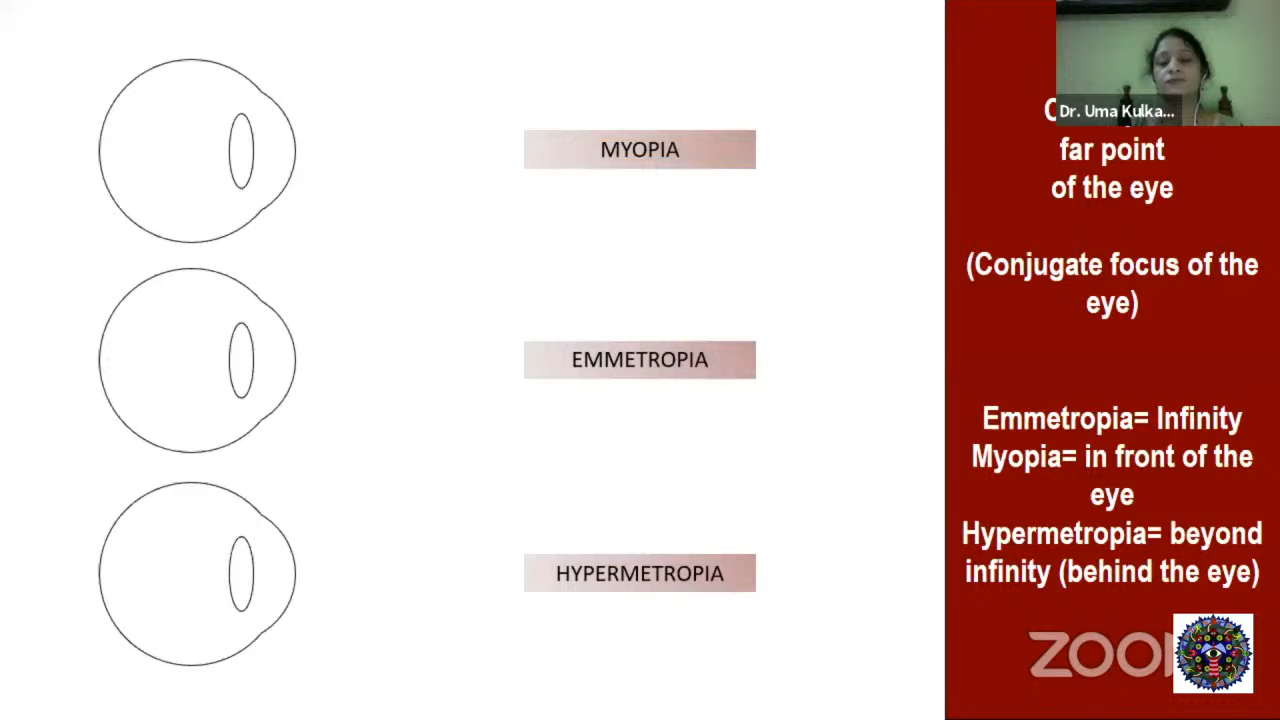 MYOPIA
EMMETROPIA
HYPERMETROPIA
Dr. Uma Kulka...
far point
of the eye
(Conjugate focus of the
eye)
Emmetropia= Infinity
Myopia= in front of the
eye
Hypermetropia= beyond
infinity (behind the eye)